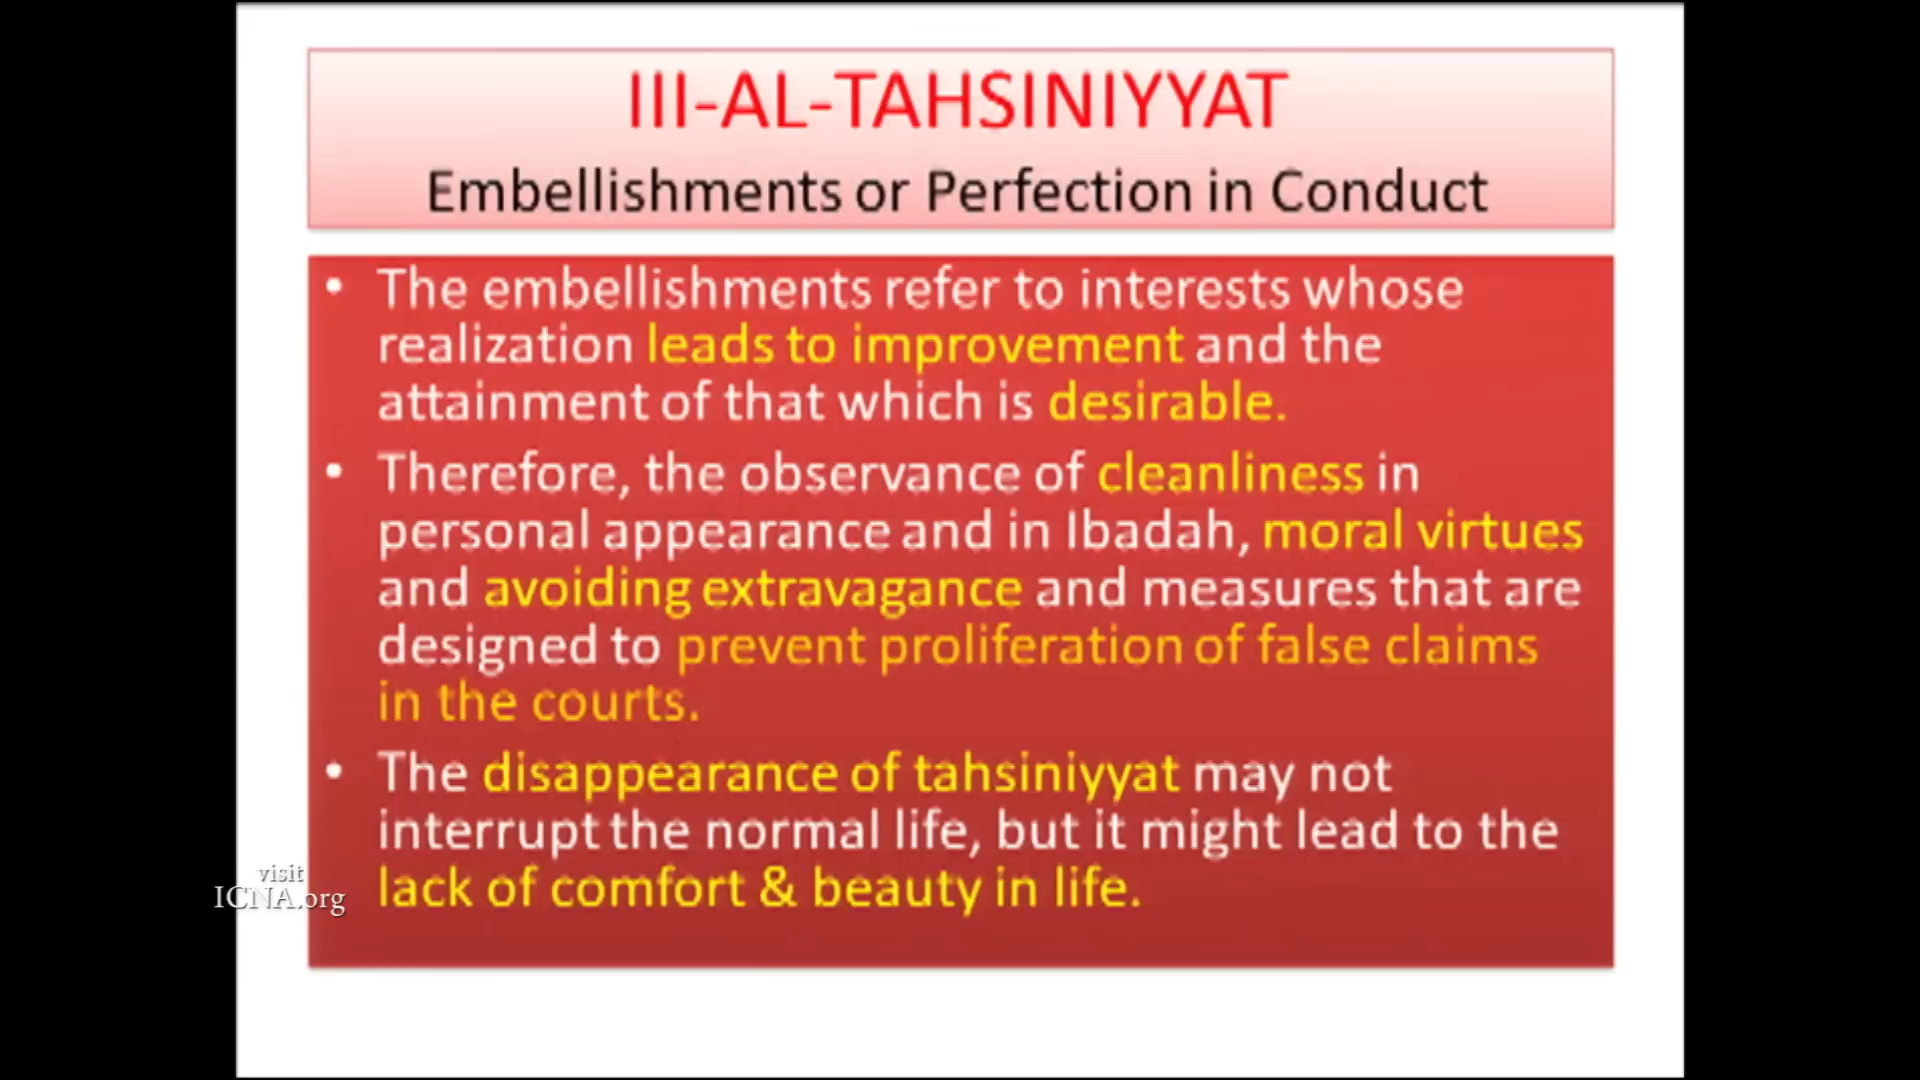 III-AL-TAHSINIYYAT
Embellishments or Perfection in Conduct
• The embellishments refer to interests whose
realization leads to improvement and the
attainment of that which is desirable.
• Therefore, the observance of cleanliness in
personal appearance and in Ibadah, moral virtues
and avoiding extravagance and measures that are
designed to prevent proliferation of false claims
in the courts.
• The disappearance of tahsiniyyat may not
interrupt the normal life, but it might lead to the
lack of comfort & beauty in life.
visit
ICNA.org